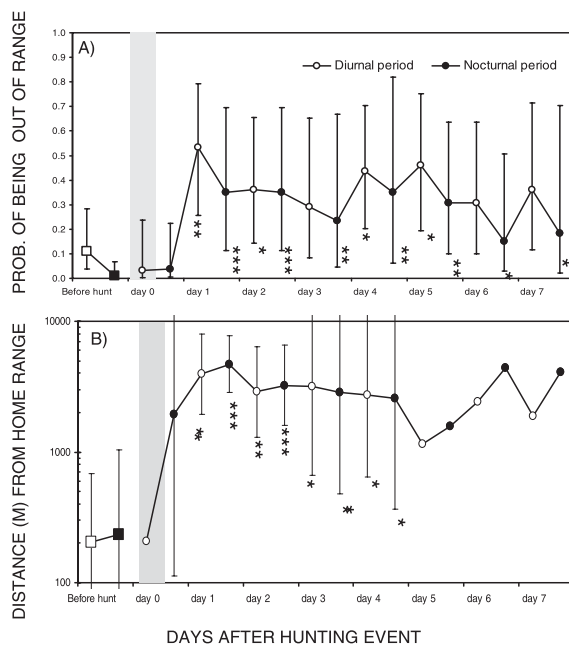 PROB. OF BEING OUT OF RANGE
A)
1.0
0.9
0.8
0.7
0.6
0.5
0.4
0.3
0.2
0.1
0.0
Diurnal period
Nocturnal period
**
***
*
***
**
*
**
*
**
*
*
Before hunt
day 0
day 1
day 2
day 3
day 4
day 5
day 6
day 7
DISTANCE (M) FROM HOME RANGE
B)
10000
1000
100
**
***
**
***
*
**
*
*
Before hunt
day 0
day 1
day 2
day 3
day 4
day 5
day 6
day 7
DAYS AFTER HUNTING EVENT